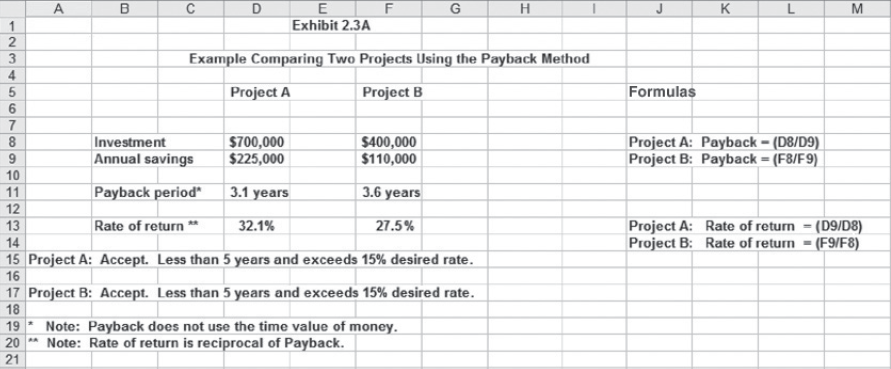 A B C D E F G H I J K L M
1 Exhibit 2.3A
2
3 Example Comparing Two Projects Using the Payback Method
4
5 Project A Project B Formulas
6
7
8 Investment $700,000 $400,000 Project A: Payback = (D8/D9)
9 Annual savings $225,000 $110,000 Project B: Payback = (F8/F9)
10
11 Payback period* 3.1 years 3.6 years
12
13 Rate of return ** 32.1% 27.5% Project A: Rate of return = (D9/D8)
14 Project B: Rate of return = (F9/F8)
15 Project A: Accept. Less than 5 years and exceeds 15% desired rate.
16
17 Project B: Accept. Less than 5 years and exceeds 15% desired rate.
18
19 * Note: Payback does not use the time value of money.
20 ** Note: Rate of return is reciprocal of Payback.
21